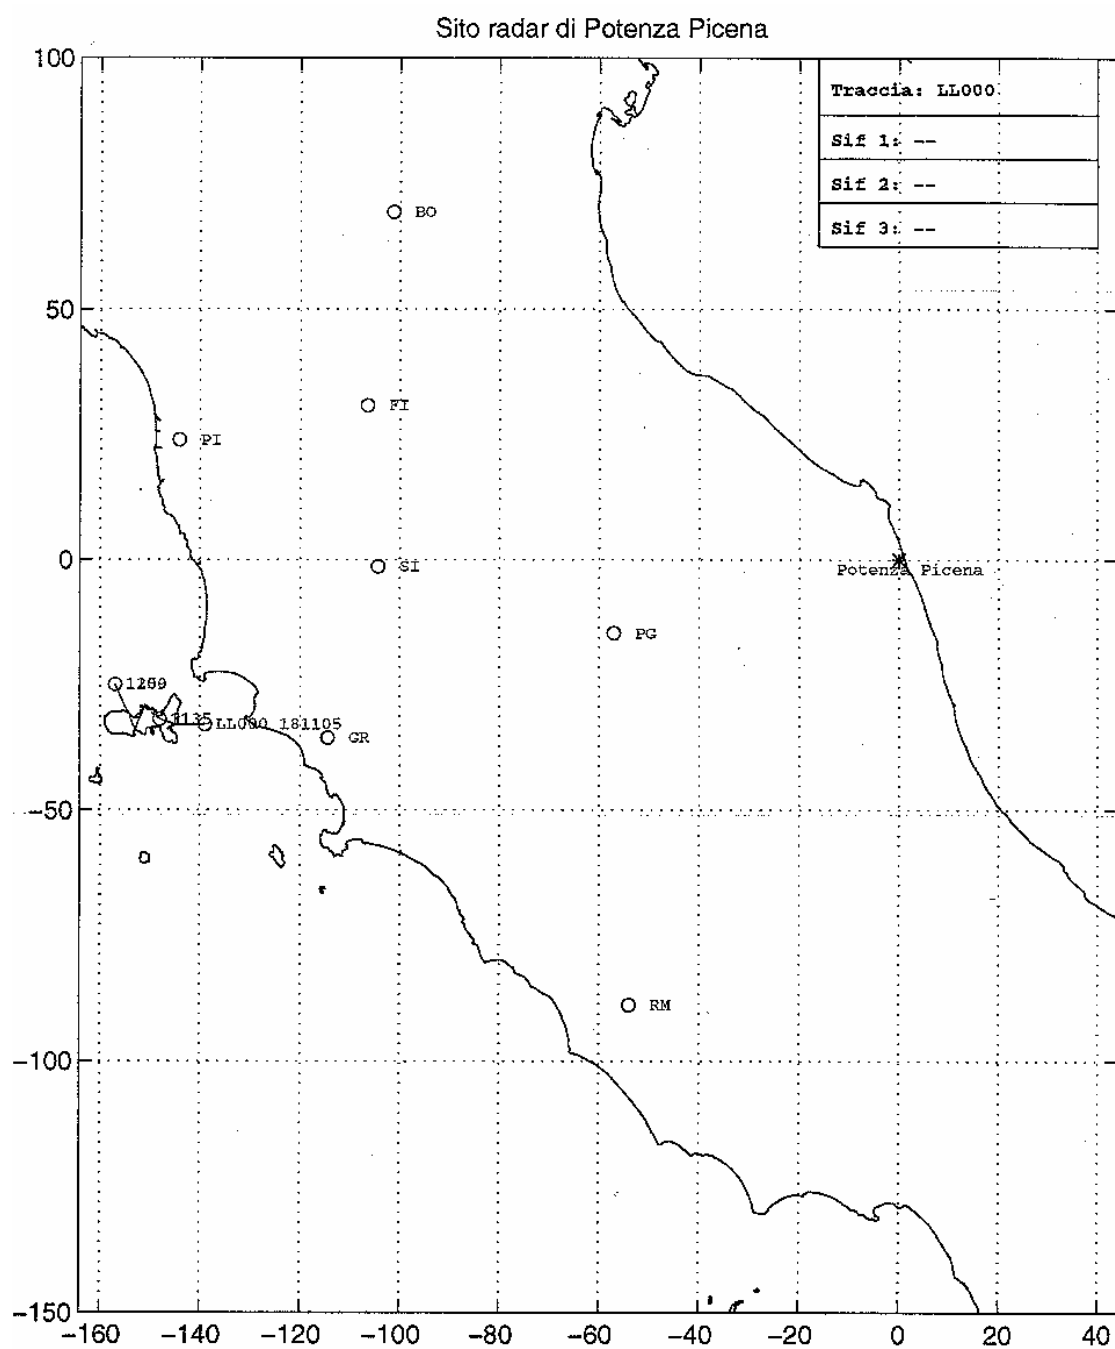 Sito radar di Potenza Picena
100
Traccia: LL000
Sif 1: --
Sif 2: --
Sif 3: --
BO
50
FI
PI
0
SI
Potenza Picena
PG
LL000 181105
GR
-50
RM
-100
-150
-160 -140 -120 -100 -80 -60 -40 -20 0 20 40